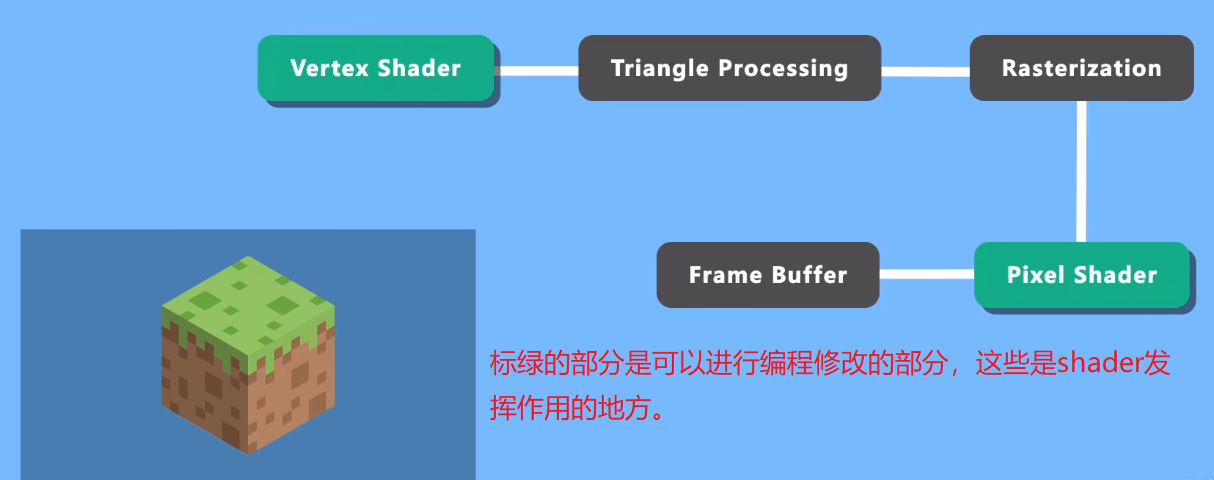 Vertex Shader
Triangle Processing
Rasterization
Frame Buffer
Pixel Shader
标绿的部分是可以进行编程修改的部分，这些是shader发
挥作用的地方。